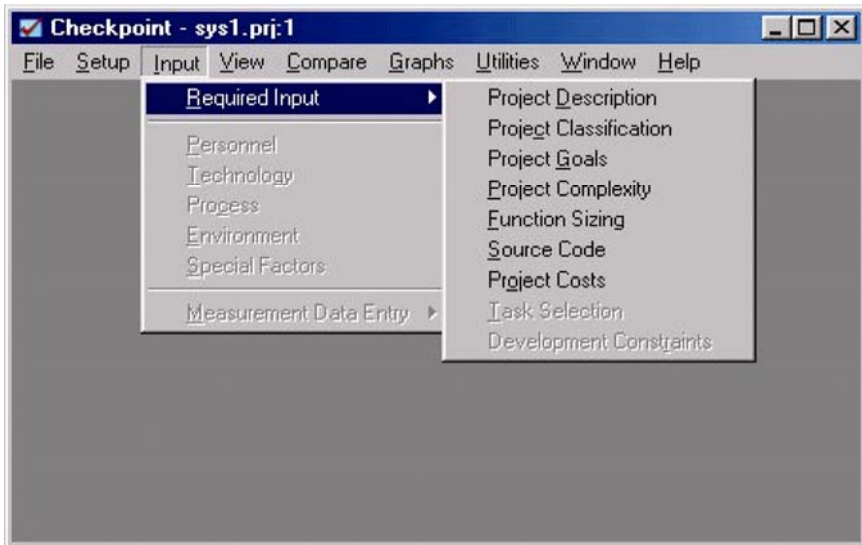 Checkpoint - sys1.prj:1
File Setup Input View Compare Graphs Utilities Window Help
Required Input
Personnel
Technology
Process
Environment
Special Factors
Measurement Data Entry
Project Description
Project Classification
Project Goals
Project Complexity
Function Sizing
Source Code
Project Costs
Task Selection
Development Constraints